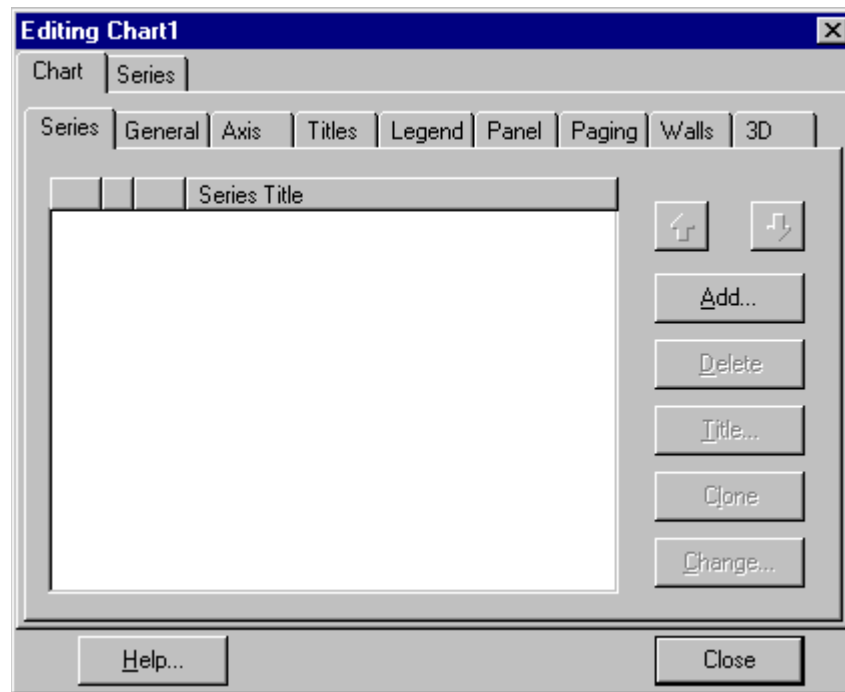 Editing Chart1
Chart Series
Series General Axis Titles Legend Panel Paging Walls 3D
Series Title
Add...
Delete
Title...
Clone
Change...
Help... Close